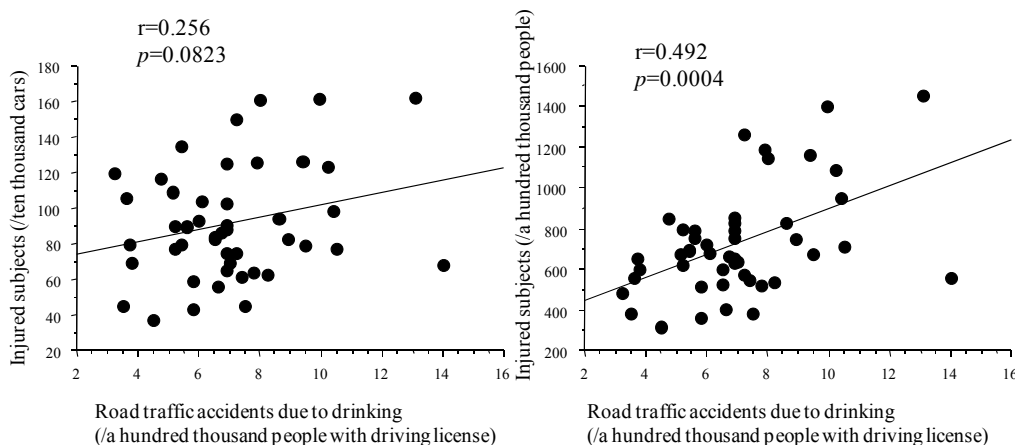 r=0.256
p=0.0823
Injured subjects (/ten thousand cars)
180
160
140
120
100
80
60
40
20
2 4 6 8 10 12 14 16
Road traffic accidents due to drinking
(/a hundred thousand people with driving license)
r=0.492
p=0.0004
Injured subjects (/a hundred thousand people)
1600
1400
1200
1000
800
600
400
200
2 4 6 8 10 12 14 16
Road traffic accidents due to drinking
(/a hundred thousand people with driving license)